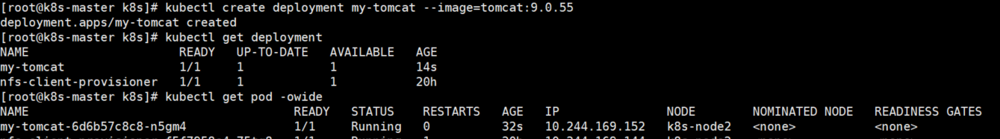 [root@k8s-master k8s]# kubectl create deployment my-tomcat --image=tomcat:9.0.55
deployment.apps/my-tomcat created
[root@k8s-master k8s]# kubectl get deployment
NAME READY UP-TO-DATE AVAILABLE AGE
my-tomcat 1/1 1 1 14s
nfs-client-provisioner 1/1 1 1 20h
[root@k8s-master k8s]# kubectl get pod -owide
NAME READY STATUS RESTARTS AGE IP NODE NOMINATED NODE READINESS GATES
my-tomcat-6d6b57c8c8-n5gm4 1/1 Running 0 32s 10.244.169.152 k8s-node2 <none> <none>